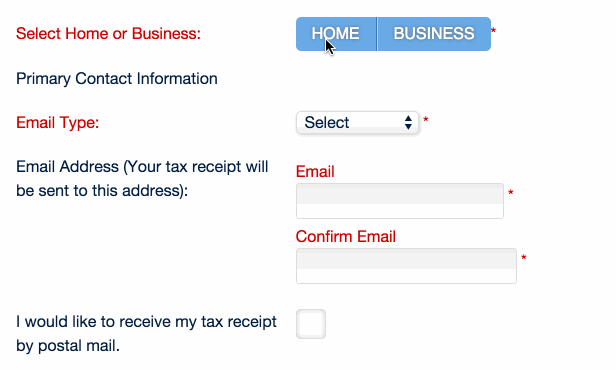 Select Home or Business: HOME BUSINESS *
Primary Contact Information
Email Type: Select *
Email Address (Your tax receipt will
be sent to this address):
Email
*
Confirm Email
*
I would like to receive my tax receipt
by postal mail.